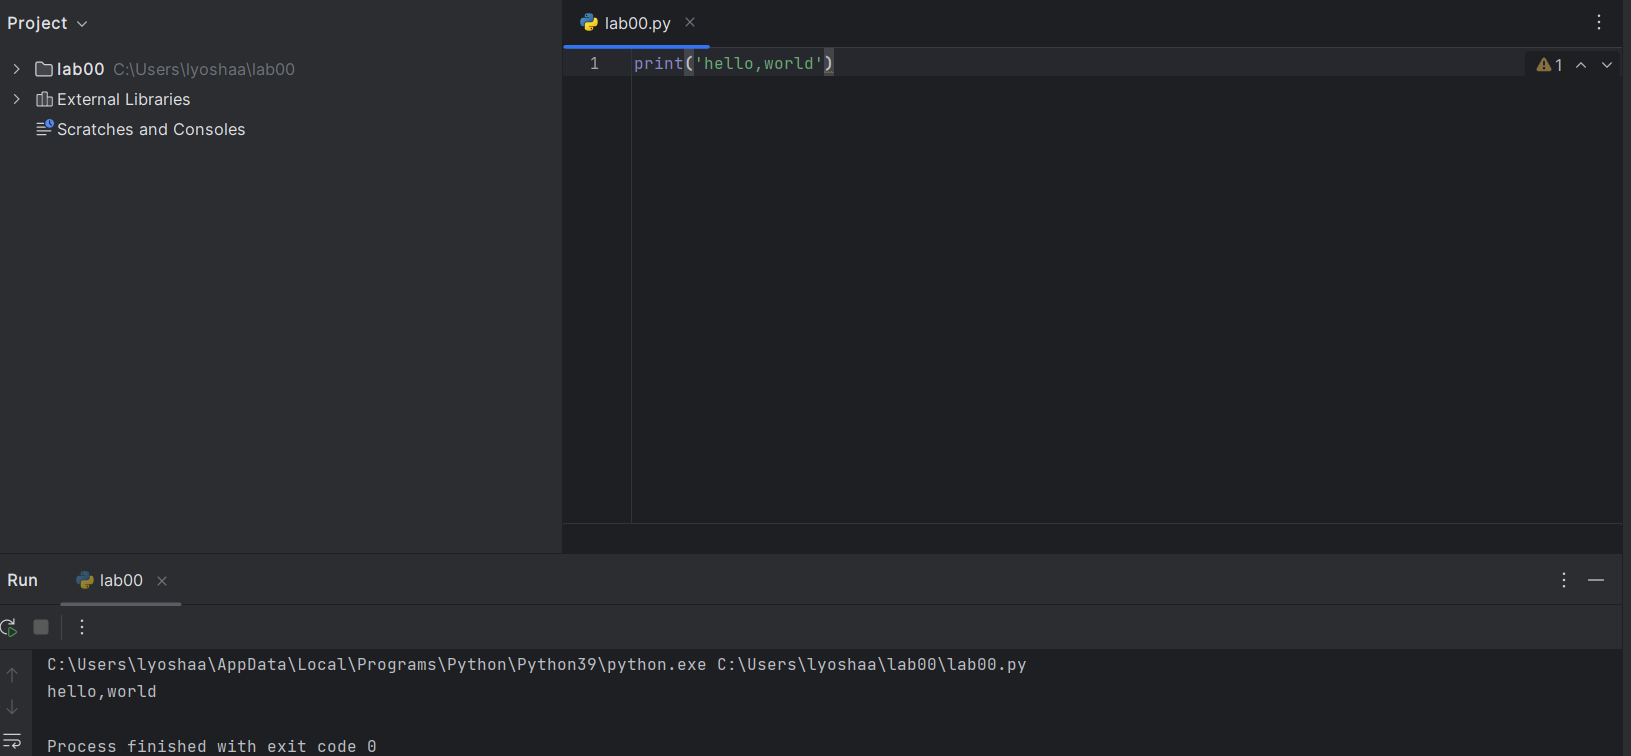 Project
lab00 C:\Users\lyoshaa\lab00
External Libraries
Scratches and Consoles
lab00.py
1 print('hello,world')
1
Run lab00
C:\Users\lyoshaa\AppData\Local\Programs\Python\Python39\python.exe C:\Users\lyoshaa\lab00\lab00.py
hello,world
Process finished with exit code 0